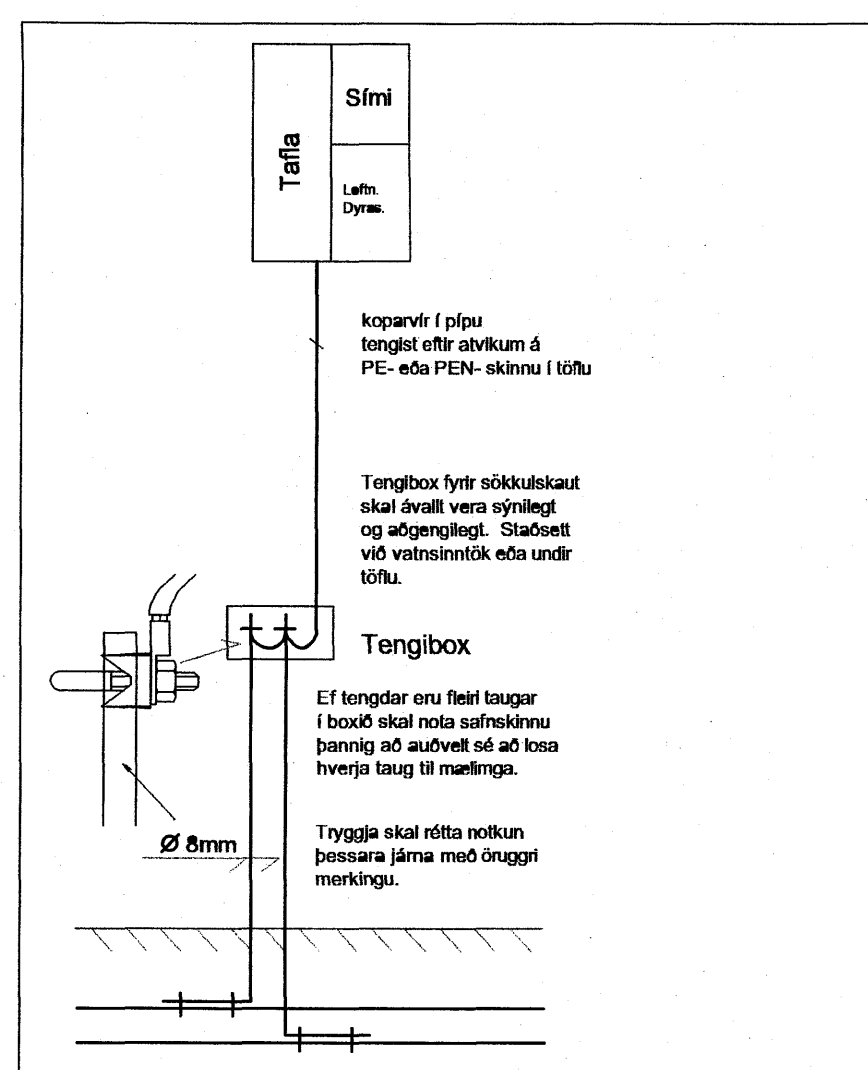 Tafla
Sími
Loftn.
Dyras.
koparvír í pípu
tengist eftir atvikum á
PE- eða PEN- skinnu í töflu
Tengibox fyrir sökkulskaut
skal ávallt vera sýnilegt
og aðgengilegt. Staðsett
við vatnsinntök eða undir
töflu.
Tengibox
Ef tengdar eru fleiri taugar
í boxið skal nota safnskinnu
þannig að auðvelt sé að losa
hverja taug til mælimga.
Ø 8mm
Tryggja skal rétta notkun
þessara járna með öruggri
merkingu.